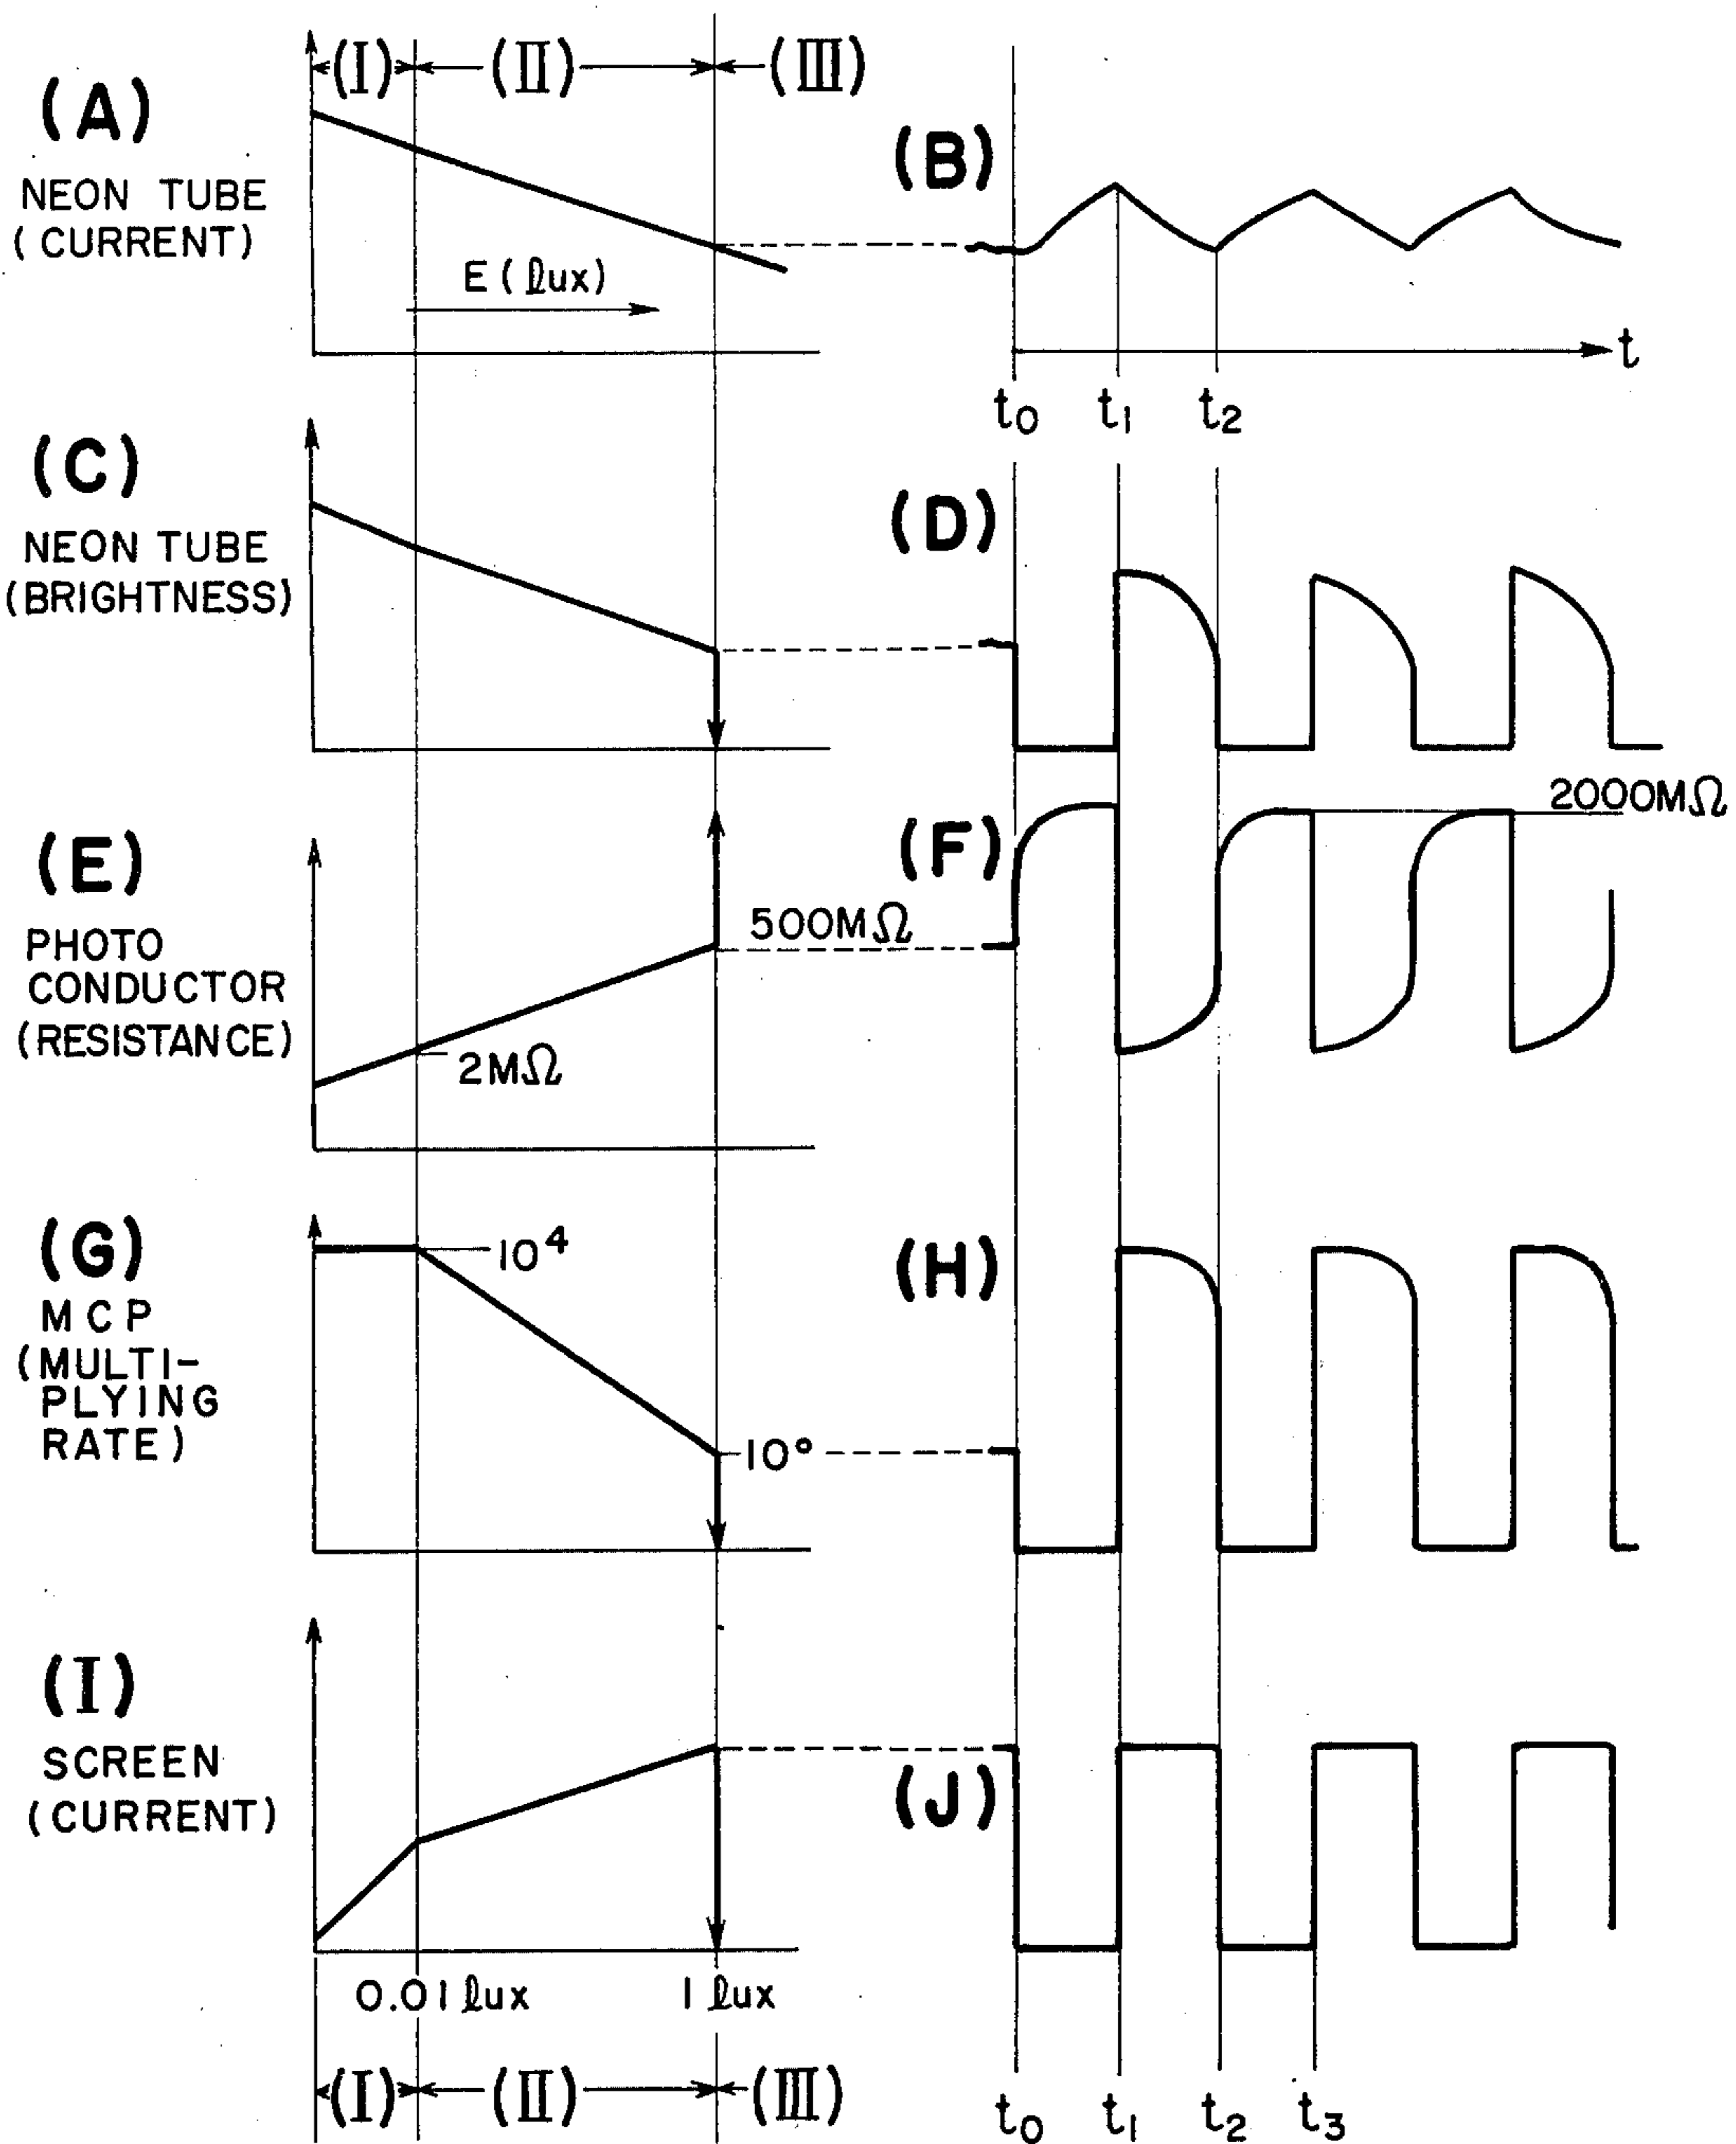 (I) (II) (III)
(A)
NEON TUBE
(CURRENT)
E (lux)
(B)
t
t0 t1 t2
(C)
NEON TUBE
(BRIGHTNESS)
(D)
(E)
PHOTO
CONDUCTOR
(RESISTANCE)
2MΩ
500MΩ
(F)
2000MΩ
(G)
MCP
(MULTI-
PLYING
RATE)
10⁴
10°
(H)
(I)
SCREEN
(CURRENT)
(J)
0.01 lux 1 lux
(I) (II) (III)
t0 t1 t2 t3